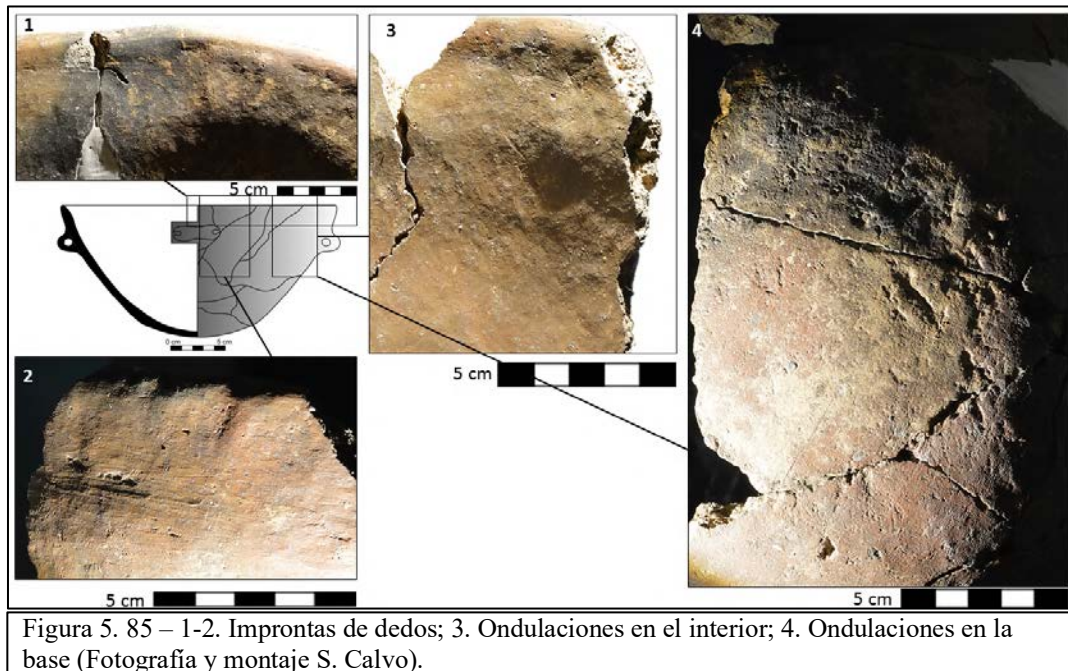 1
3
4
5 cm
0 cm 5 cm
2
5 cm
5 cm
5 cm
Figura 5. 85 – 1-2. Improntas de dedos; 3. Ondulaciones en el interior; 4. Ondulaciones en la
base (Fotografía y montaje S. Calvo).